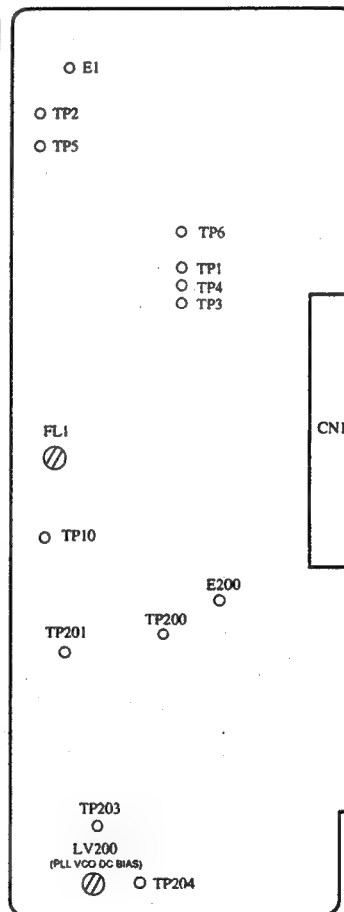 E1
TP2
TP5
TP6
TP1
TP4
TP3
FL1
CN1
TP10
E200
TP200
TP201
TP203
LV200
(PLL VCO DC BIAS)
TP204